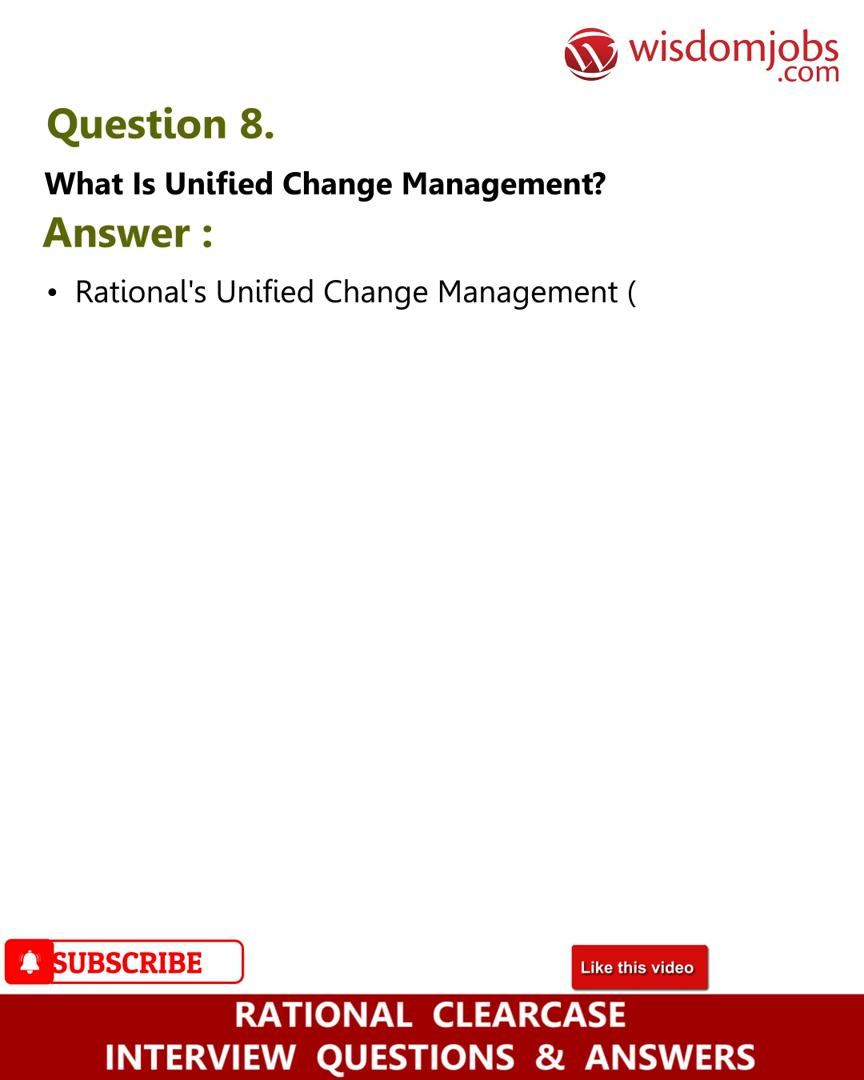 wisdomjobs
.com
Question 8.
What Is Unified Change Management?
Answer :
• Rational's Unified Change Management (
SUBSCRIBE
Like this video
RATIONAL CLEARCASE
INTERVIEW QUESTIONS & ANSWERS